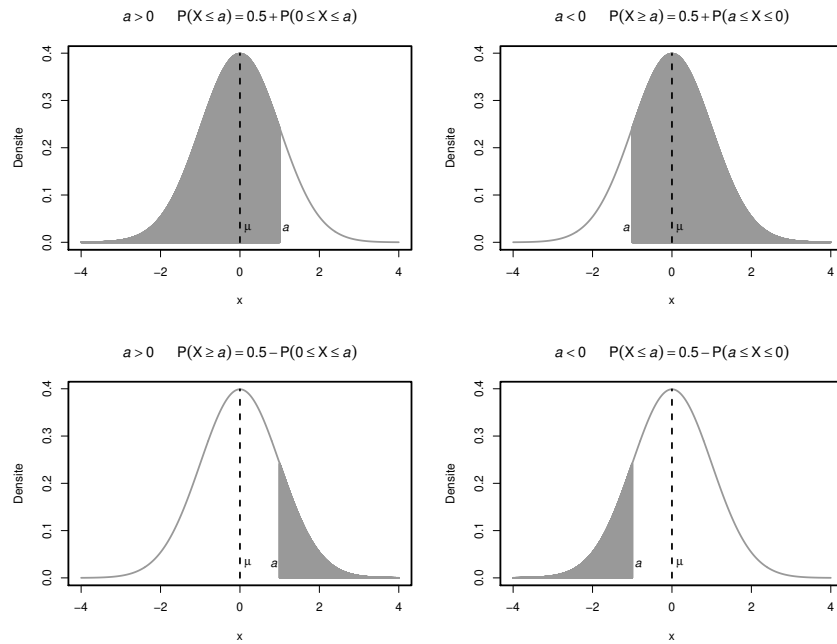 a > 0 P(X ≤ a) = 0.5 + P(0 ≤ X ≤ a)
Densite
0.4
0.3
0.2
0.1
0.0
μ
a
−4 −2 0 2 4
x
a < 0 P(X ≥ a) = 0.5 + P(a ≤ X ≤ 0)
Densite
0.4
0.3
0.2
0.1
0.0
a
μ
−4 −2 0 2 4
x
a > 0 P(X ≥ a) = 0.5 − P(0 ≤ X ≤ a)
Densite
0.4
0.3
0.2
0.1
0.0
μ
a
−4 −2 0 2 4
x
a < 0 P(X ≤ a) = 0.5 − P(a ≤ X ≤ 0)
Densite
0.4
0.3
0.2
0.1
0.0
a
μ
−4 −2 0 2 4
x